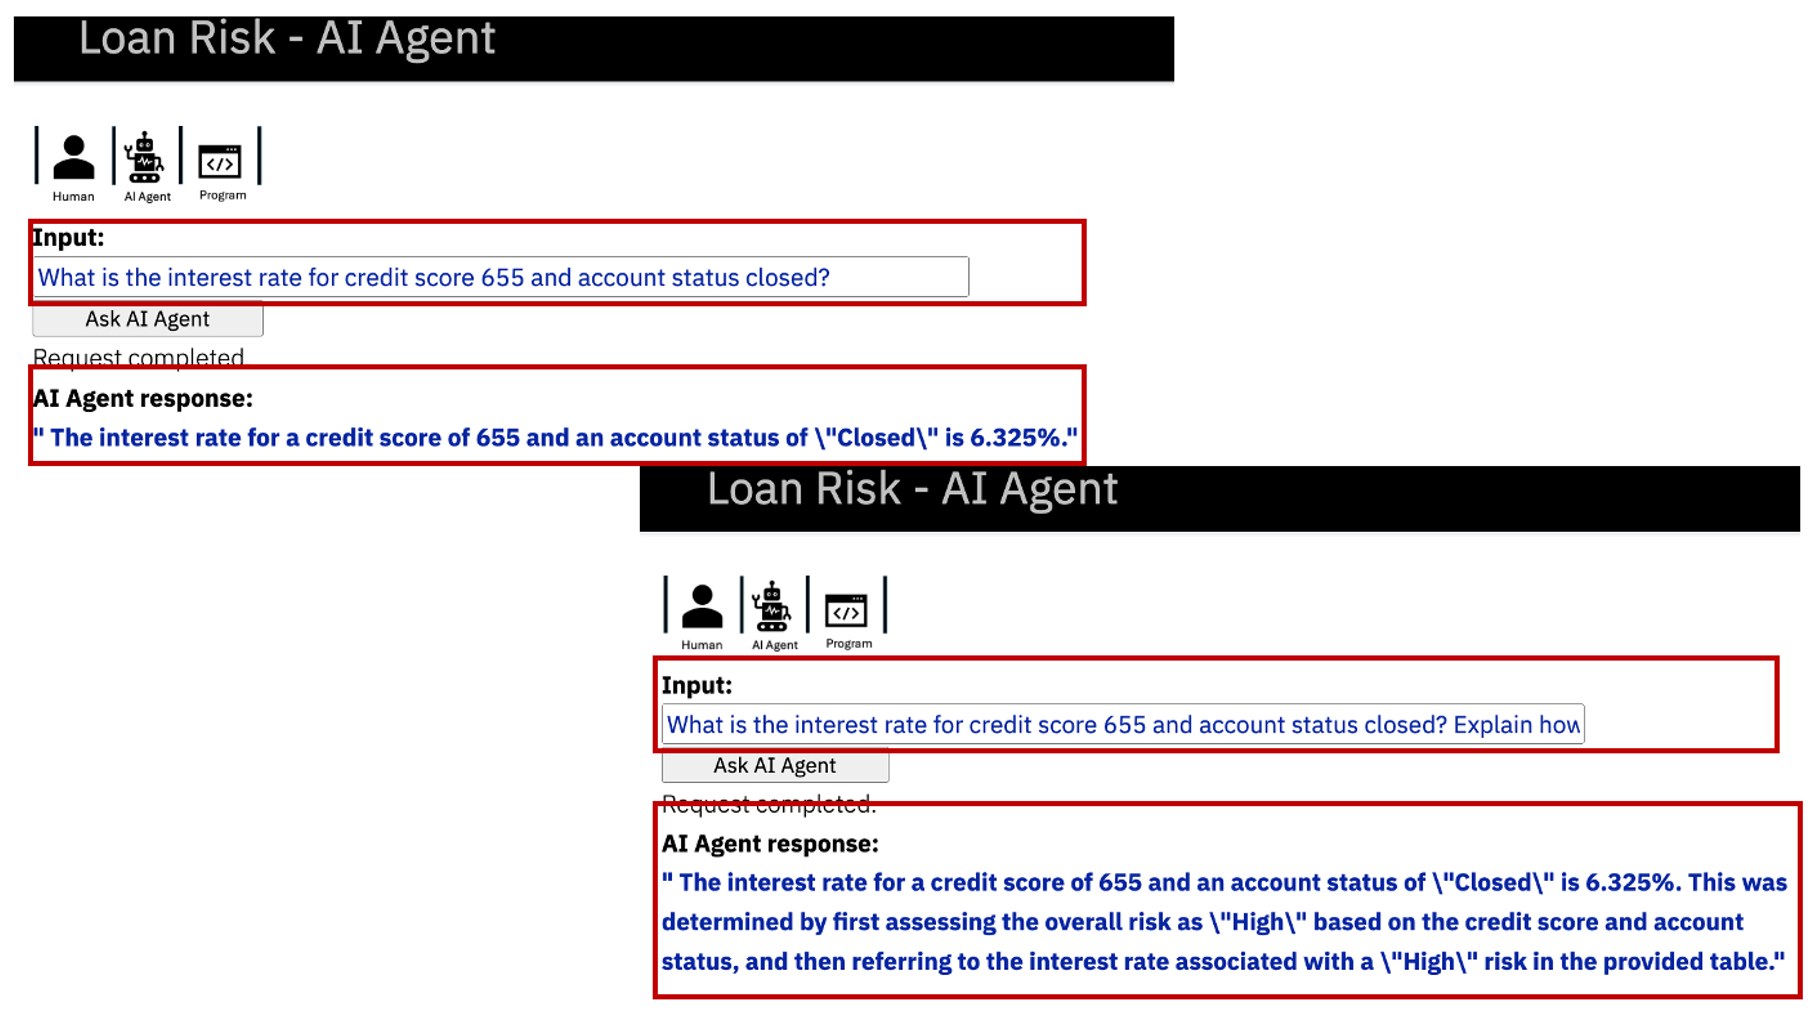 Loan Risk - AI Agent
Human AI Agent Program
Input:
What is the interest rate for credit score 655 and account status closed?
Ask AI Agent
Request completed
AI Agent response:
" The interest rate for a credit score of 655 and an account status of \"Closed\" is 6.325%."
Loan Risk - AI Agent
Human AI Agent Program
Input:
What is the interest rate for credit score 655 and account status closed? Explain how
Ask AI Agent
Request completed.
AI Agent response:
" The interest rate for a credit score of 655 and an account status of \"Closed\" is 6.325%. This was
determined by first assessing the overall risk as \"High\" based on the credit score and account
status, and then referring to the interest rate associated with a \"High\" risk in the provided table."